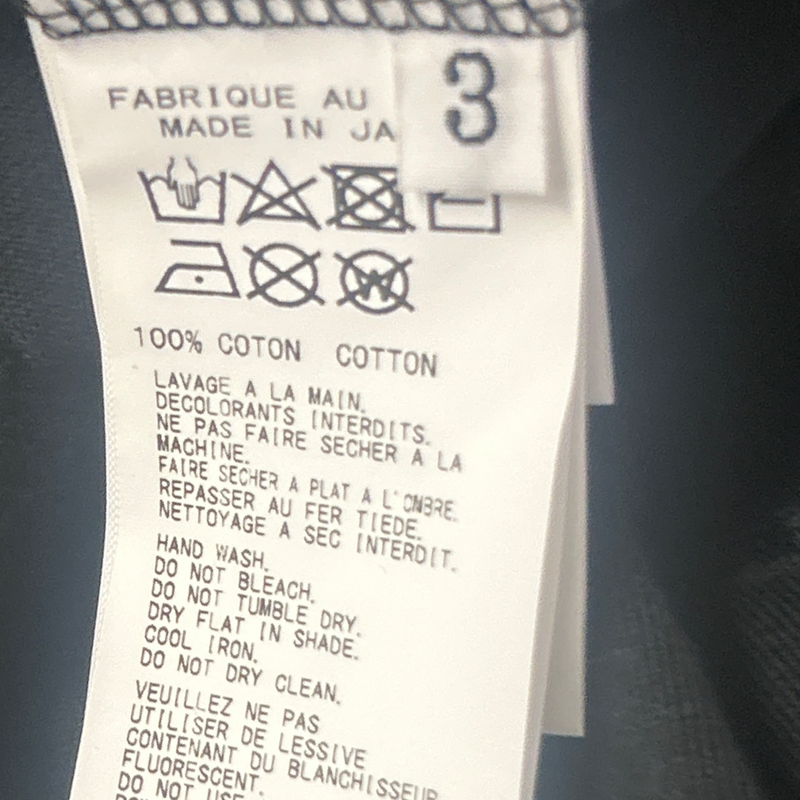 3
FABRIQUE AU
MADE IN JA
W
100% COTON COTTON
LAVAGE A LA MAIN.
DECOLORANTS INTERDITS.
NE PAS FAIRE SECHER A LA
MACHINE.
FAIRE SECHER A PLAT A L'OMBRE.
REPASSER AU FER TIEDE.
NETTOYAGE A SEC INTERDIT.
HAND WASH.
DO NOT BLEACH.
DO NOT TUMBLE DRY.
DRY FLAT IN SHADE.
COOL IRON.
DO NOT DRY CLEAN.
VEUILLEZ NE PAS
UTILISER DE LESSIVE
CONTENANT DU BLANCHISSEUR
FLUORESCENT.
DO NOT USE